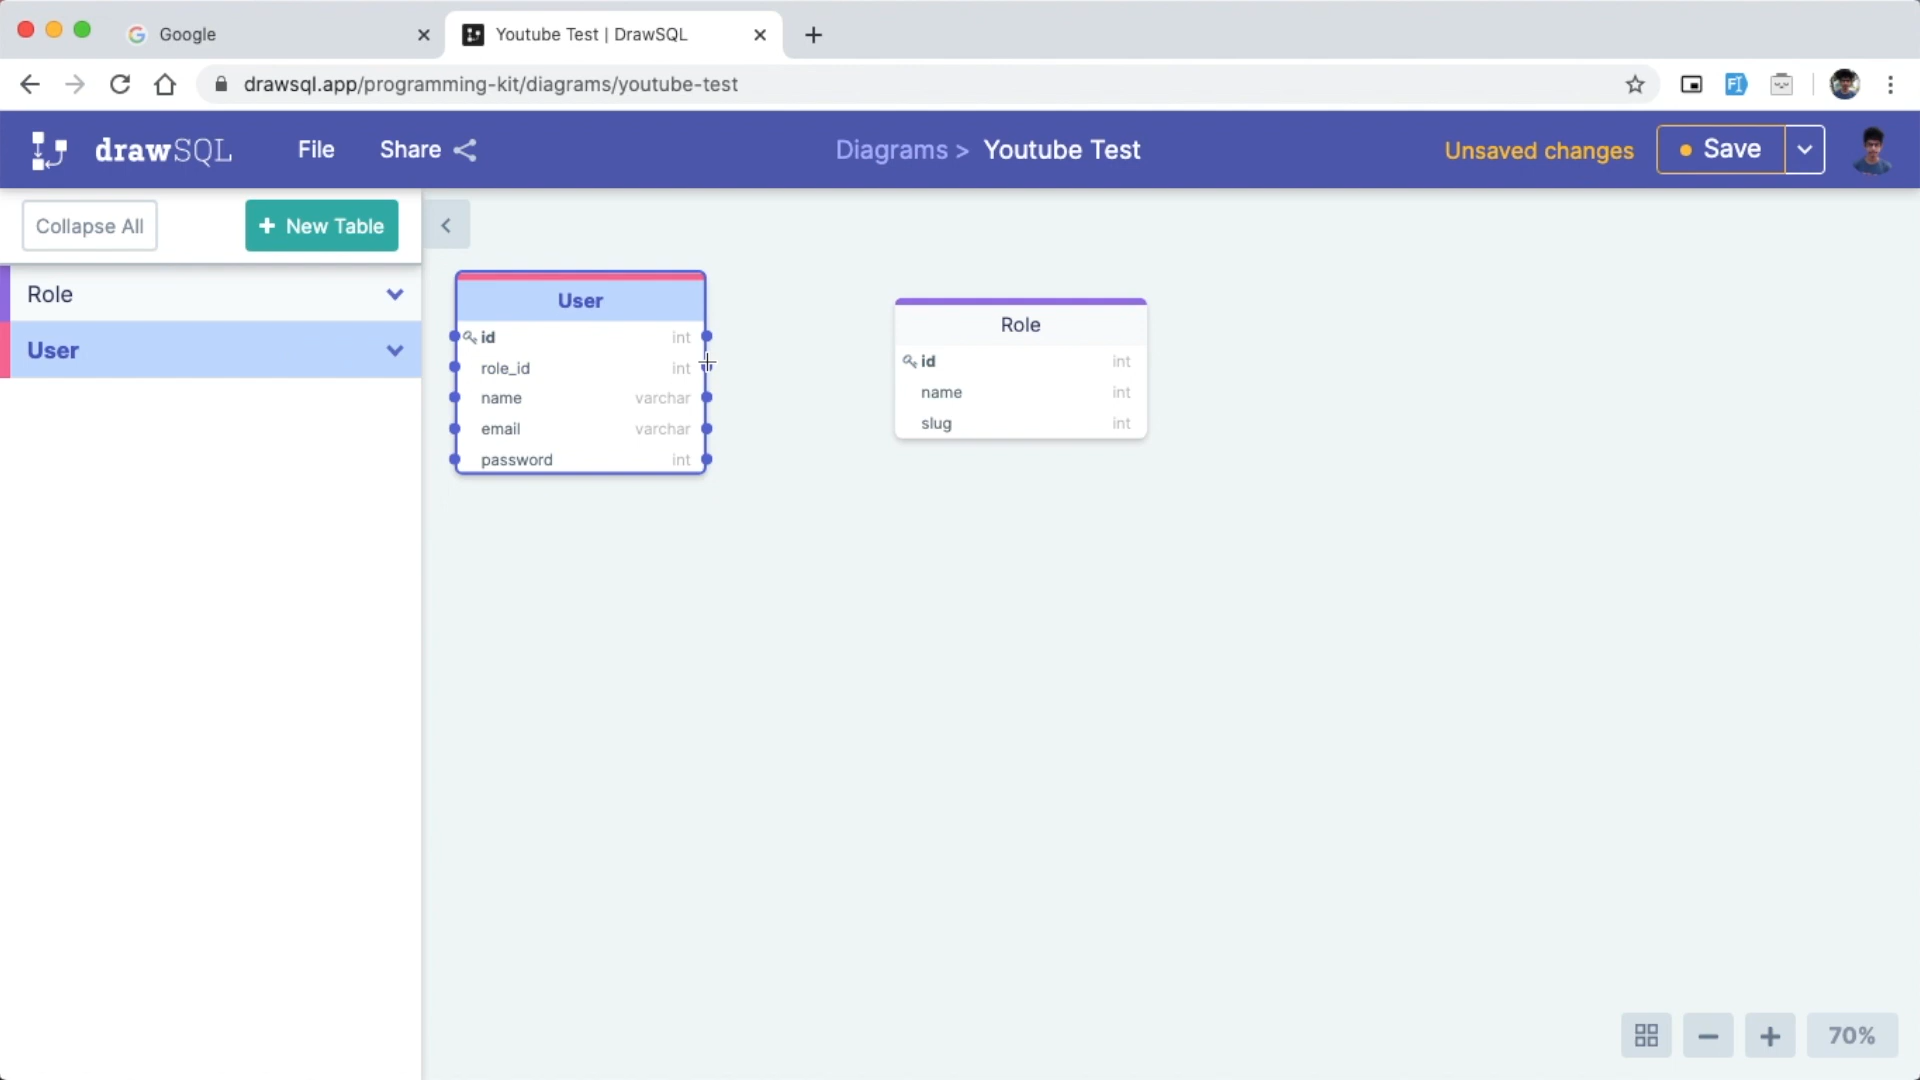 Google
Youtube Test | DrawSQL
drawsql.app/programming-kit/diagrams/youtube-test
drawSQL
File
Share
Diagrams > Youtube Test
Unsaved changes
Save
Collapse All
+ New Table
Role
User
User
id int
role_id int
name varchar
email varchar
password int
Role
id int
name int
slug int
70%